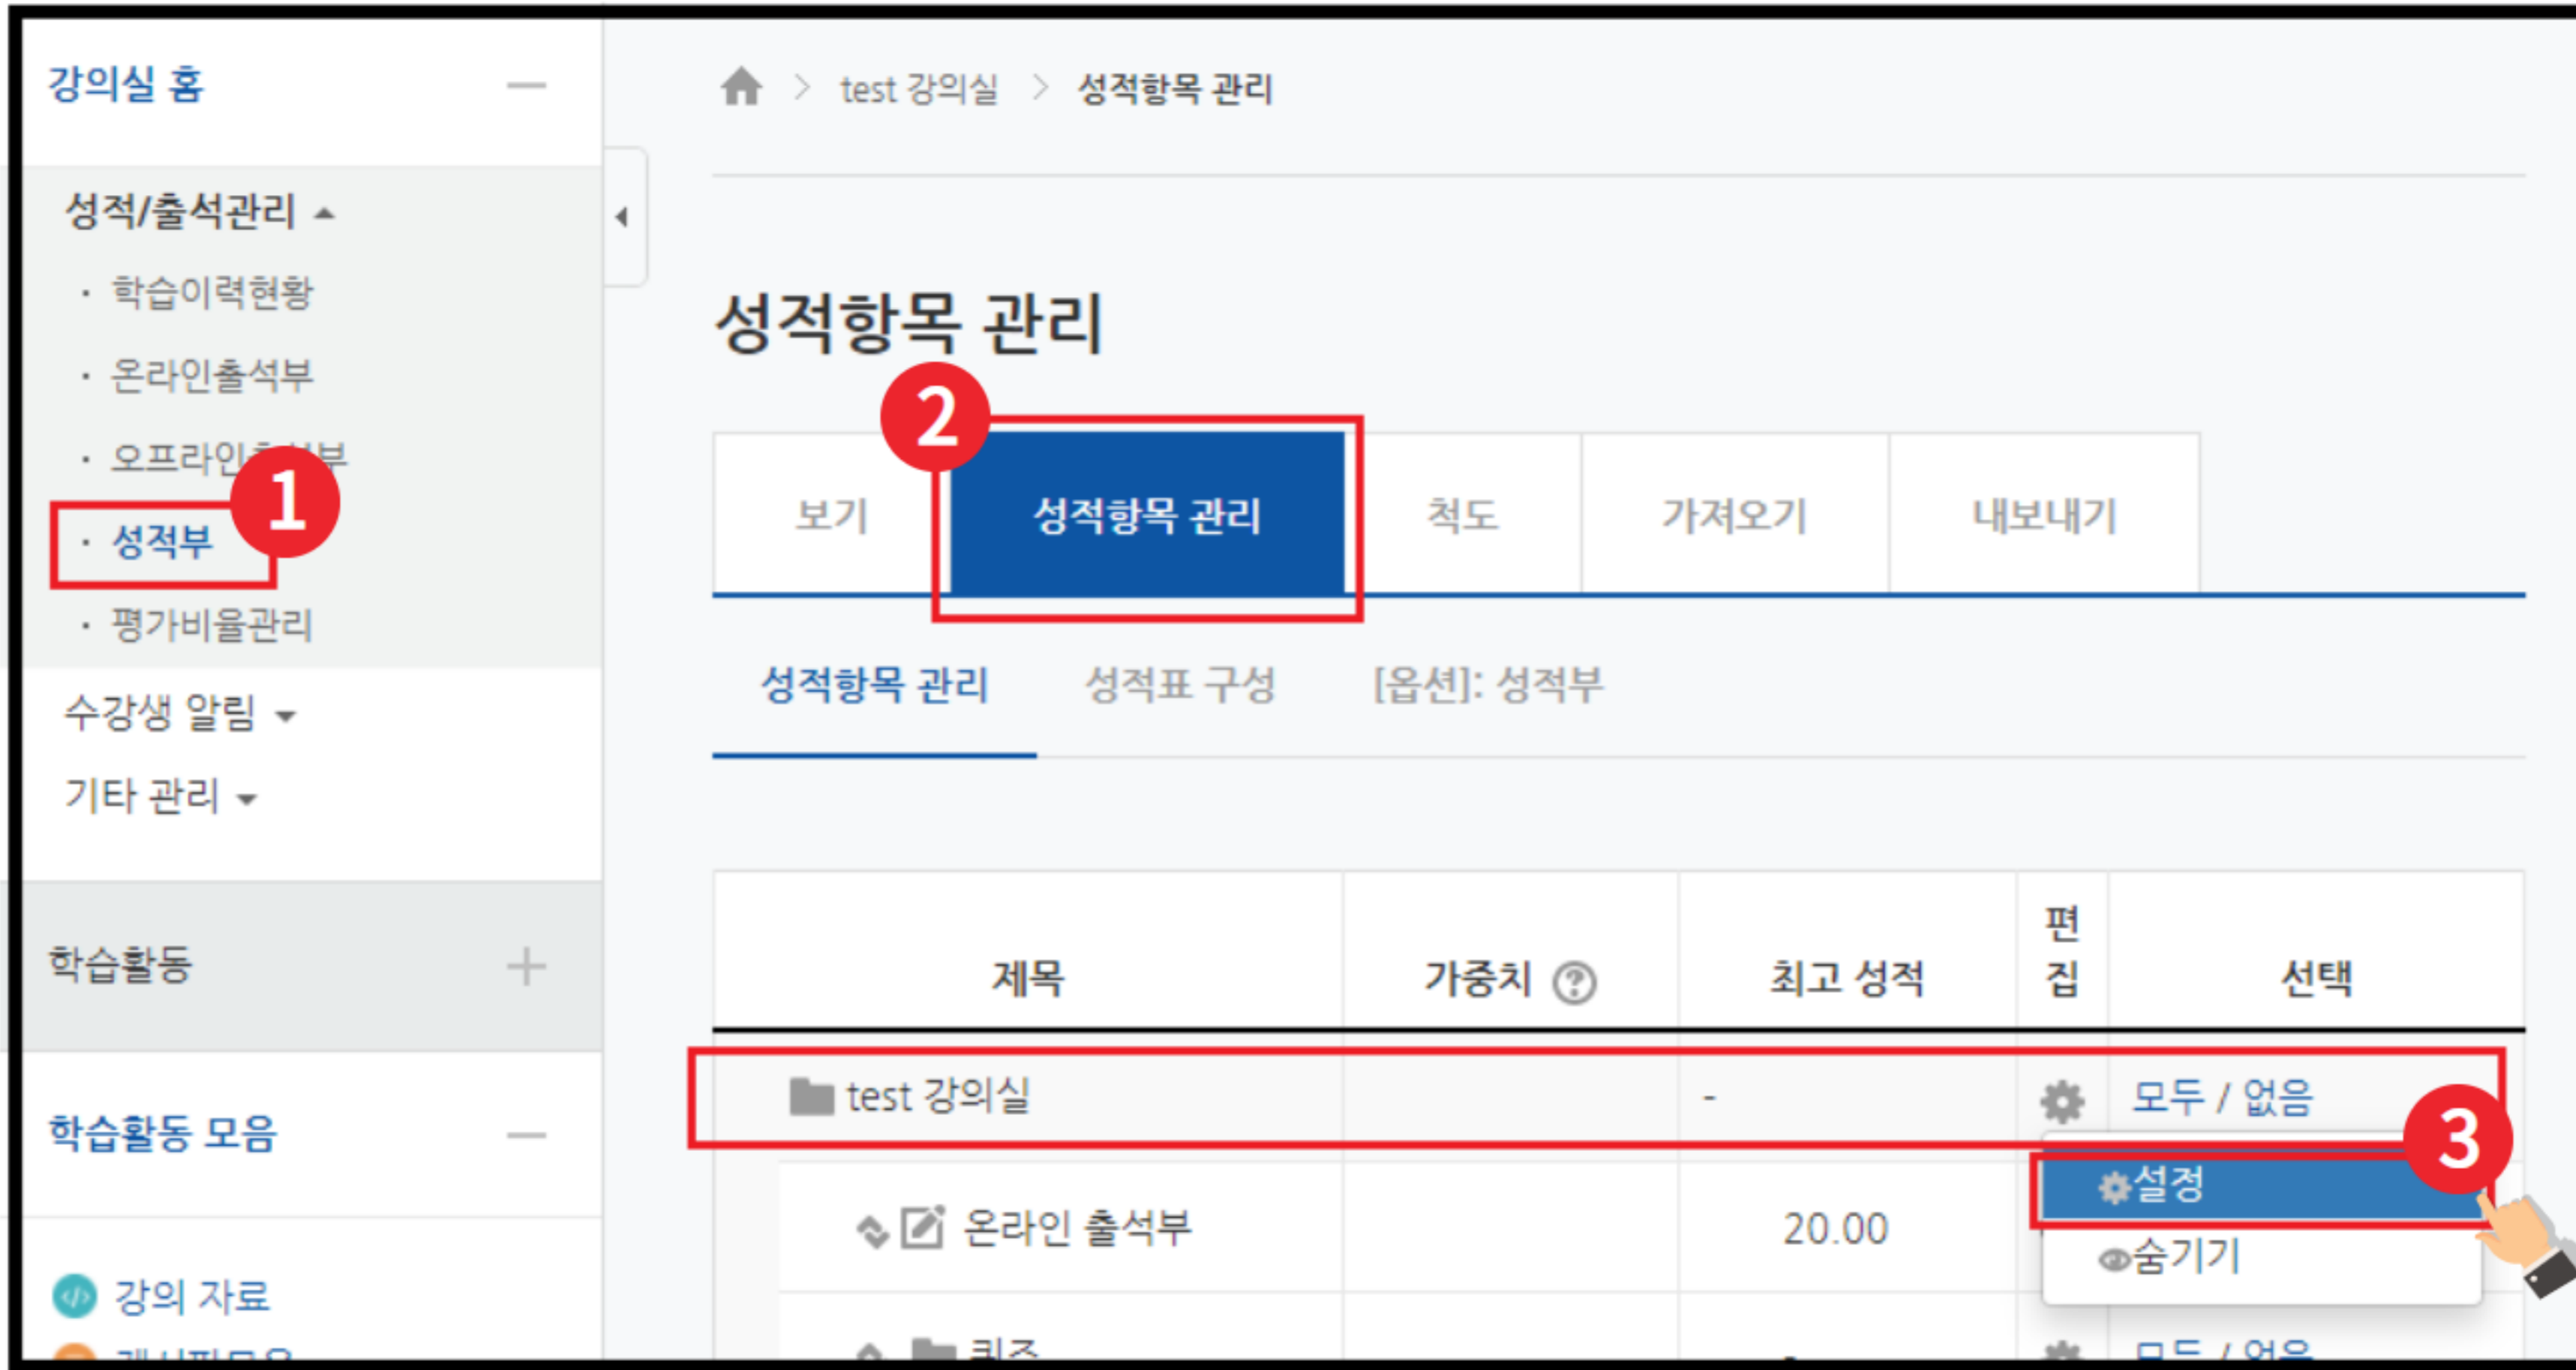 강의실 홈
성적/출석관리
· 학습이력현황
· 온라인출석부
· 오프라인
1
· 성적부
· 평가비율관리
수강생 알림
기타 관리
학습활동
학습활동 모음
강의 자료
test 강의실 > 성적항목 관리
성적항목 관리
2
보기 성적항목 관리 척도 가져오기 내보내기
성적항목 관리 성적표 구성 [옵션]: 성적부
제목 가중치 ? 최고 성적 편집 선택
test 강의실 - 모두 / 없음
3
설정
온라인 출석부 20.00
숨기기
퀴즈 - 모두 / 없음